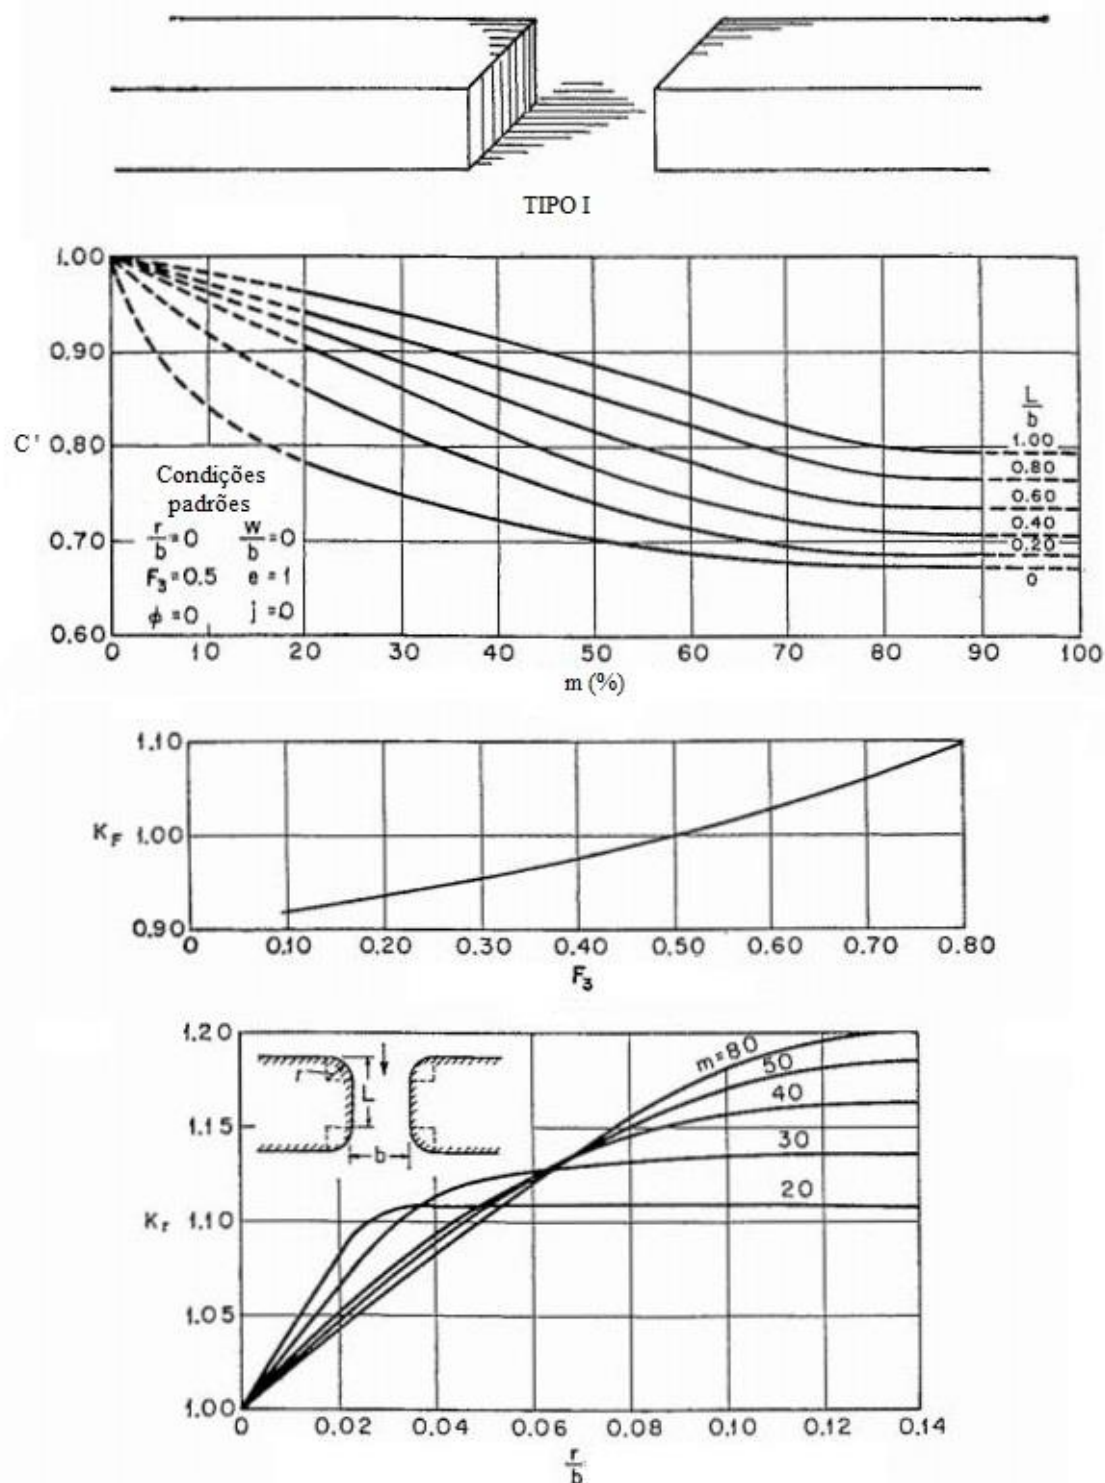 TIPO I
1.00
0.90
C' 0.80
0.70
0.60
Condições
padrões
r/b = 0 w/b = 0
F₃ = 0.5 e = 1
φ = 0 j = 0
L/b
1.00
0.80
0.60
0.40
0.20
0
0 10 20 30 40 50 60 70 80 90 100
m (%)
1.10
K_F 1.00
0.90
0 0.10 0.20 0.30 0.40 0.50 0.60 0.70 0.80
F₃
1.20
1.15
K_r 1.10
1.05
1.00
r
L
b
m=80
50
40
30
20
0 0.02 0.04 0.06 0.08 0.10 0.12 0.14
r/b